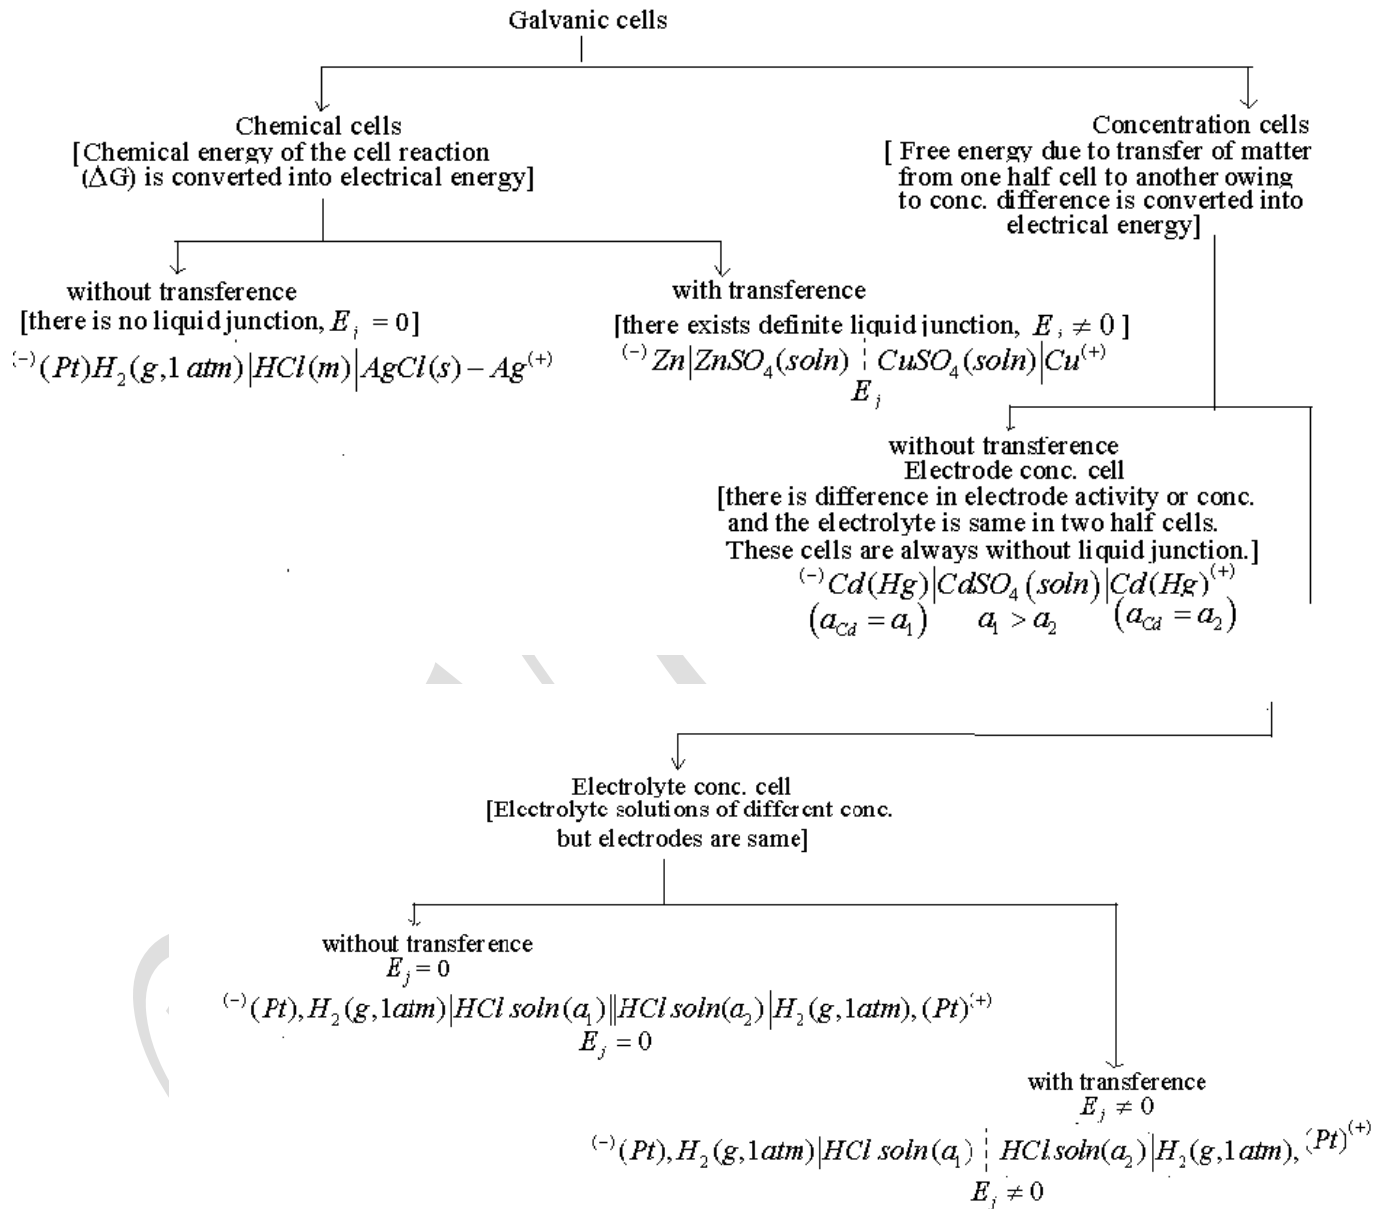 Galvanic cells
Chemical cells
[Chemical energy of the cell reaction
(ΔG) is converted into electrical energy]
Concentration cells
[ Free energy due to transfer of matter
from one half cell to another owing
to conc. difference is converted into
electrical energy]
without transference
[there is no liquid junction, E_j = 0]
(-)(Pt)H₂(g,1 atm)|HCl(m)|AgCl(s) – Ag(+)
with transference
[there exists definite liquid junction, E_j ≠ 0 ]
(-)Zn|ZnSO₄(soln) ¦ CuSO₄(soln)|Cu(+)
E_j
without transference
Electrode conc. cell
[there is difference in electrode activity or conc.
and the electrolyte is same in two half cells.
These cells are always without liquid junction.]
(-)Cd(Hg)|CdSO₄(soln)|Cd(Hg)(+)
(a_Cd = a₁) a₁ > a₂ (a_Cd = a₂)
Electrolyte conc. cell
[Electrolyte solutions of different conc.
but electrodes are same]
without transference
E_j = 0
(-)(Pt),H₂(g,1atm)|HCl soln(a₁)||HCl soln(a₂)|H₂(g,1atm),(Pt)(+)
E_j = 0
with transference
E_j ≠ 0
(-)(Pt),H₂(g,1atm)|HCl soln(a₁) ¦ HCl soln(a₂)|H₂(g,1atm),(Pt)(+)
E_j ≠ 0